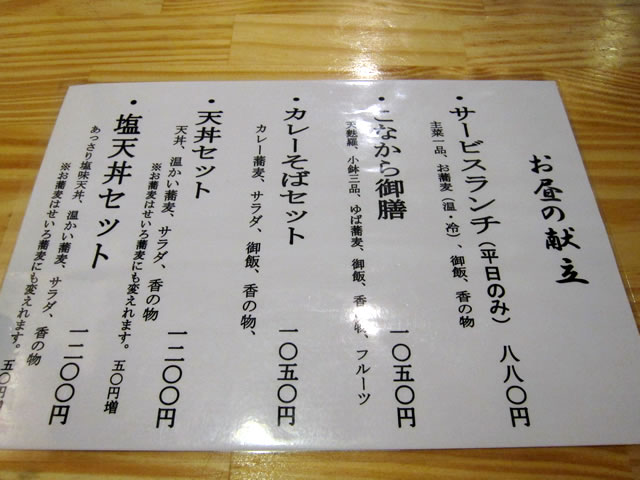 お昼の献立
・サービスランチ(平日のみ) 八八〇円
主菜一品、お蕎麦(温・冷)、御飯、香の物
・こなから御膳 一〇五〇円
天麩羅、小鉢三品、ゆば蕎麦、御飯、香の物、フルーツ
・カレーそばセット 一〇五〇円
カレー蕎麦、サラダ、御飯、香の物、
・天丼セット 一二〇〇円
天丼、温かい蕎麦、サラダ、香の物
※お蕎麦はせいろ蕎麦にも変えれます。 五〇円増
・塩天丼セット 一二〇〇円
あっさり塩味天丼、温かい蕎麦、サラダ、香の物
※お蕎麦はせいろ蕎麦にも変えれます。 五〇円増